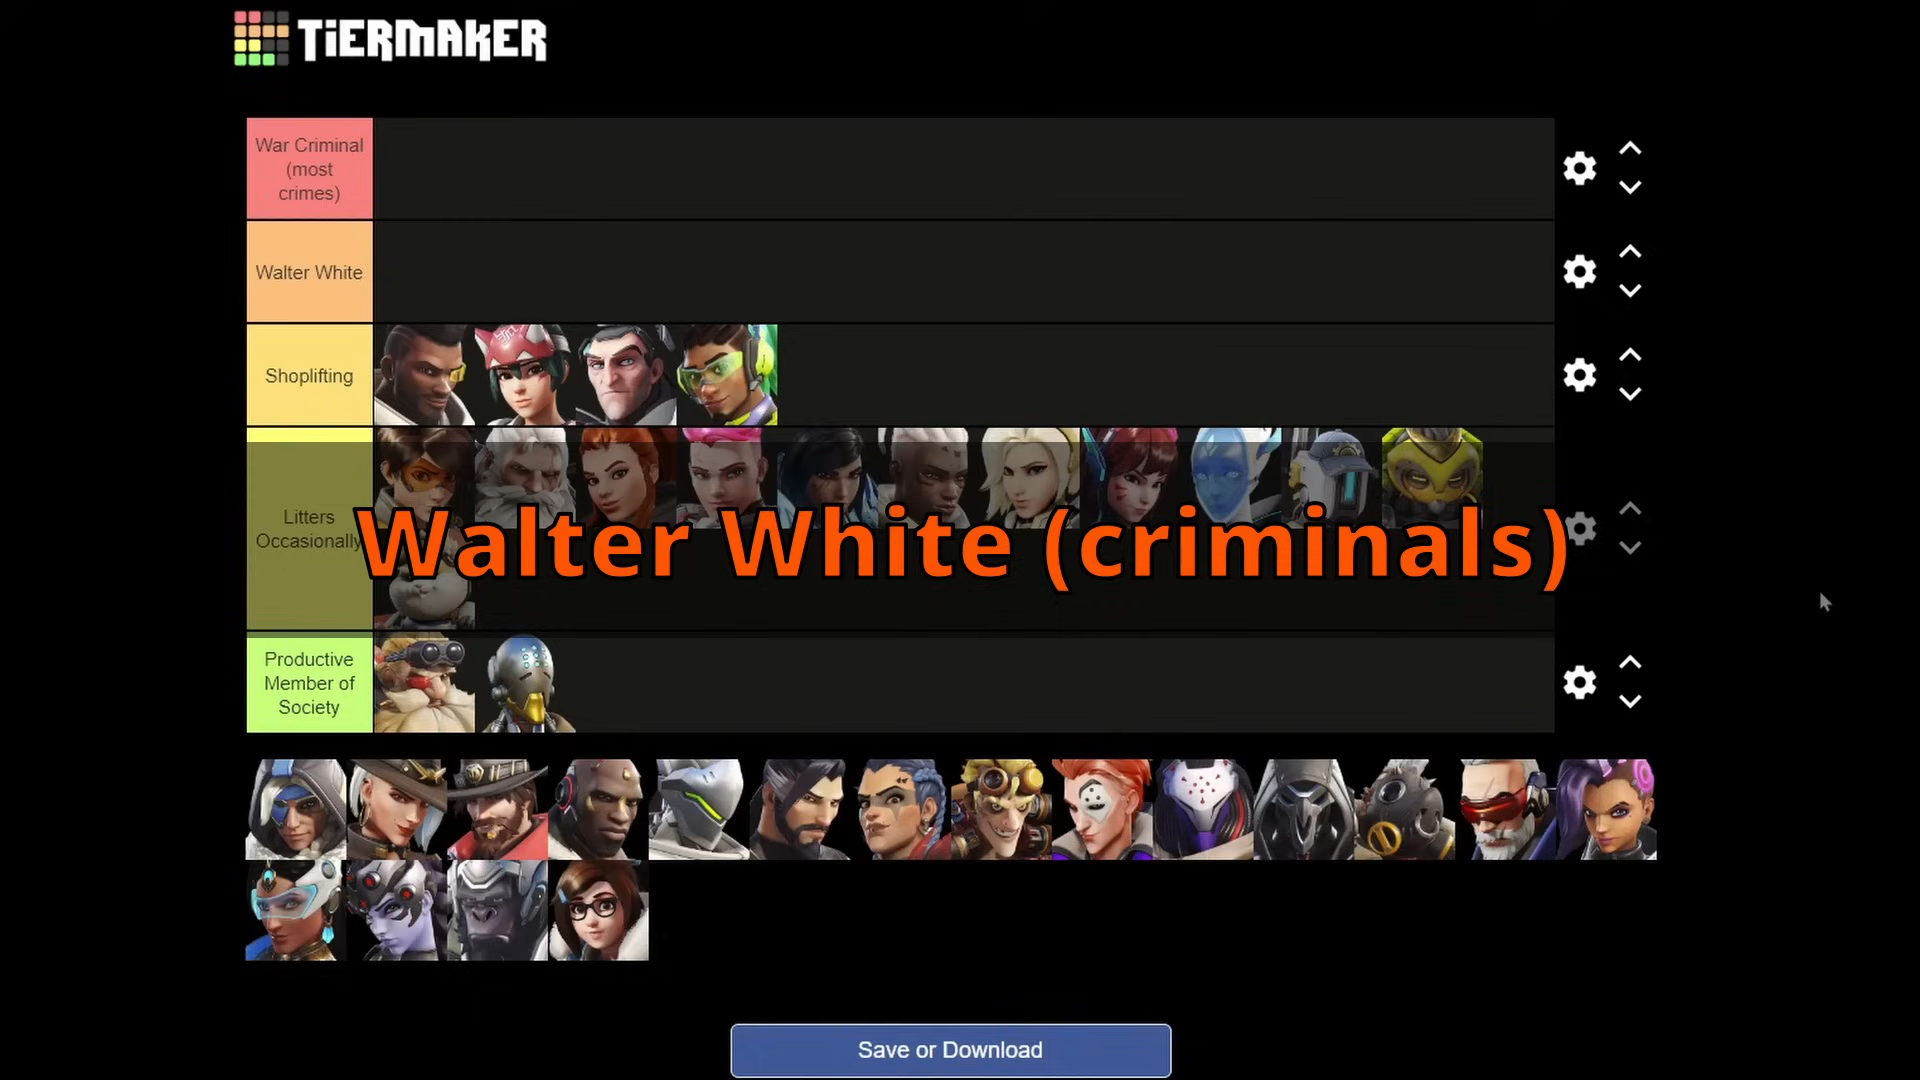 TiERMAKER
War Criminal
(most
crimes)
Walter White
Shoplifting
Litters
Occasionally
Walter White (criminals)
Productive
Member of
Society
Save or Download